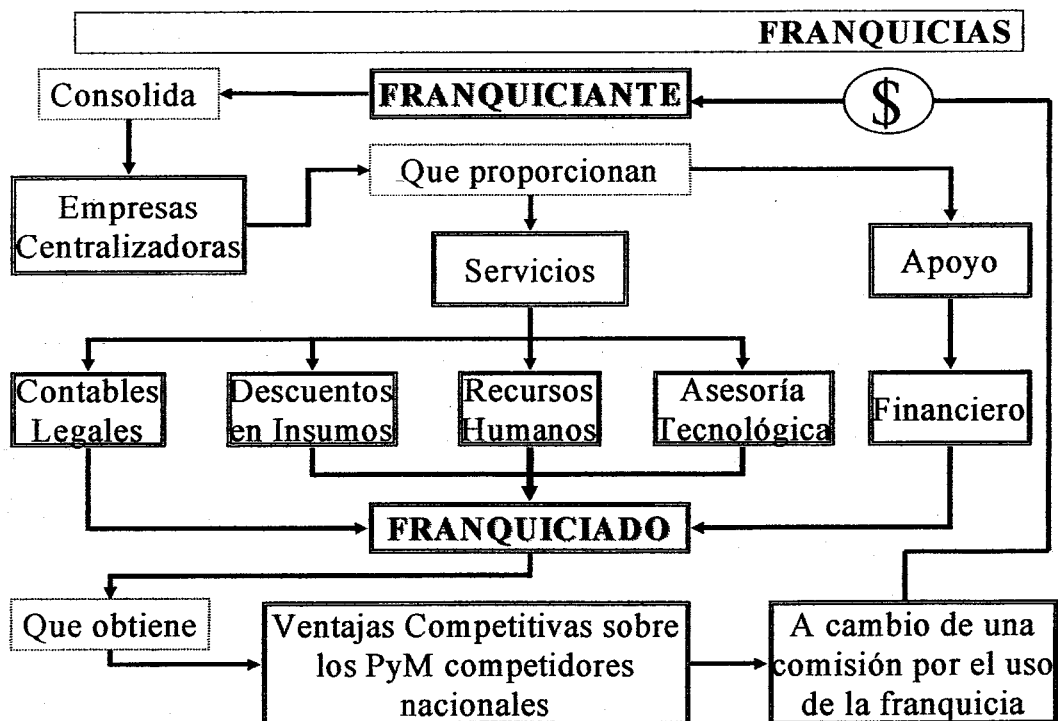 FRANQUICIAS
Consolida
FRANQUICIANTE
$
Que proporcionan
Empresas
Centralizadoras
Servicios
Apoyo
Contables
Legales
Descuentos
en Insumos
Recursos
Humanos
Asesoría
Tecnológica
Financiero
FRANQUICIADO
Que obtiene
Ventajas Competitivas sobre
los PyM competidores
nacionales
A cambio de una
comisión por el uso
de la franquicia